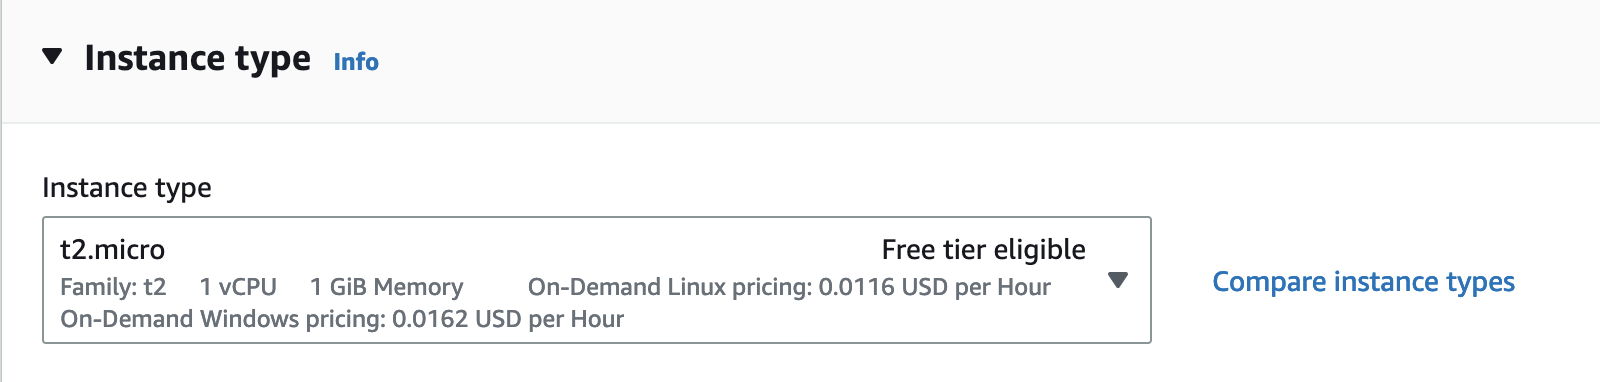 Instance type Info
Instance type
t2.micro Free tier eligible
Family: t2 1 vCPU 1 GiB Memory On-Demand Linux pricing: 0.0116 USD per Hour
On-Demand Windows pricing: 0.0162 USD per Hour
Compare instance types